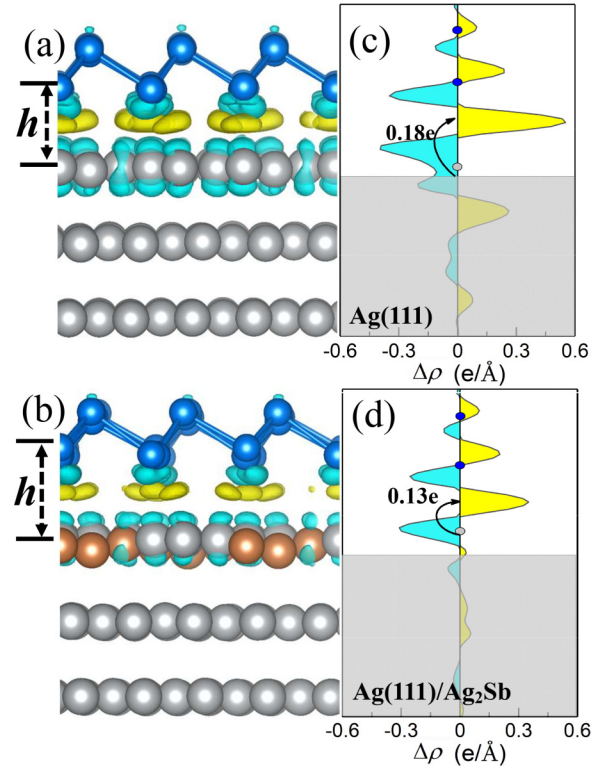 (a)
h
(c)
0.18e
Ag(111)
-0.6 -0.3 0 0.3 0.6
Δρ (e/Å)
(b)
h
(d)
0.13e
Ag(111)/Ag₂Sb
-0.6 -0.3 0 0.3 0.6
Δρ (e/Å)